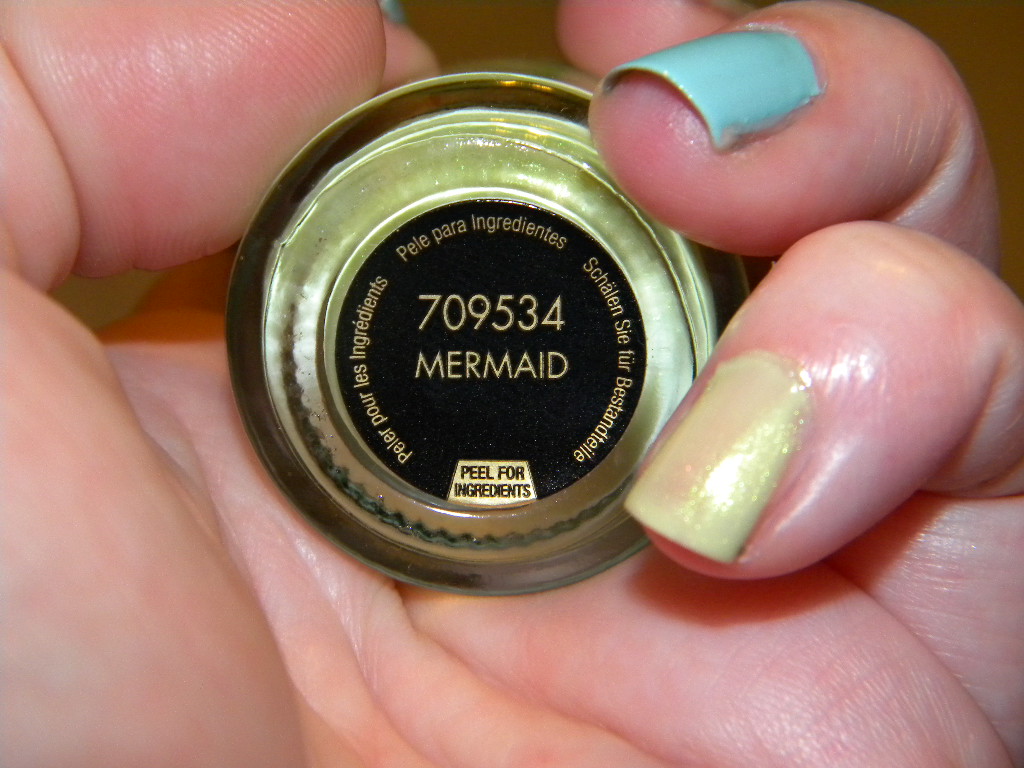 Pele para Ingredientes
Peler pour les Ingrédients
Schälen Sie für Bestandteile
709534
MERMAID
PEEL FOR
INGREDIENTS